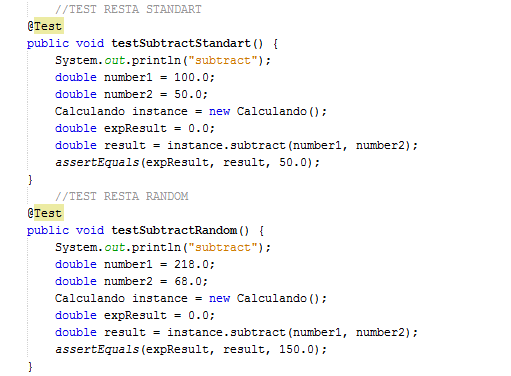 //TEST RESTA STANDART
@Test
public void testSubtractStandart() {
System.out.println("subtract");
double number1 = 100.0;
double number2 = 50.0;
Calculando instance = new Calculando();
double expResult = 0.0;
double result = instance.subtract(number1, number2);
assertEquals(expResult, result, 50.0);
}
//TEST RESTA RANDOM
@Test
public void testSubtractRandom() {
System.out.println("subtract");
double number1 = 218.0;
double number2 = 68.0;
Calculando instance = new Calculando();
double expResult = 0.0;
double result = instance.subtract(number1, number2);
assertEquals(expResult, result, 150.0);
}